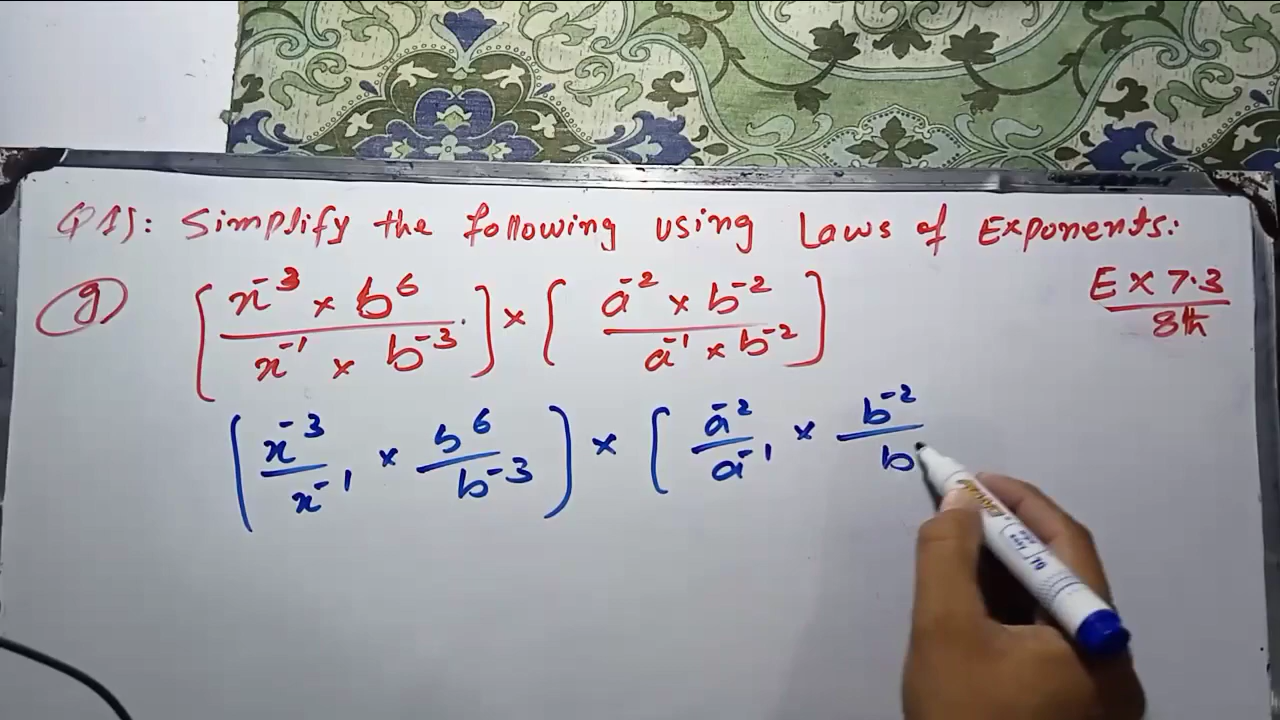 Q1): Simplify the following using Laws of Exponents:
Ex 7.3
8th
g
[x⁻³ × b⁶ / x⁻¹ × b⁻³] × [a⁻² × b⁻² / a⁻¹ × b⁻²]
[x⁻³ / x⁻¹ × b⁶ / b⁻³] × [a⁻² / a⁻¹ × b⁻² / b